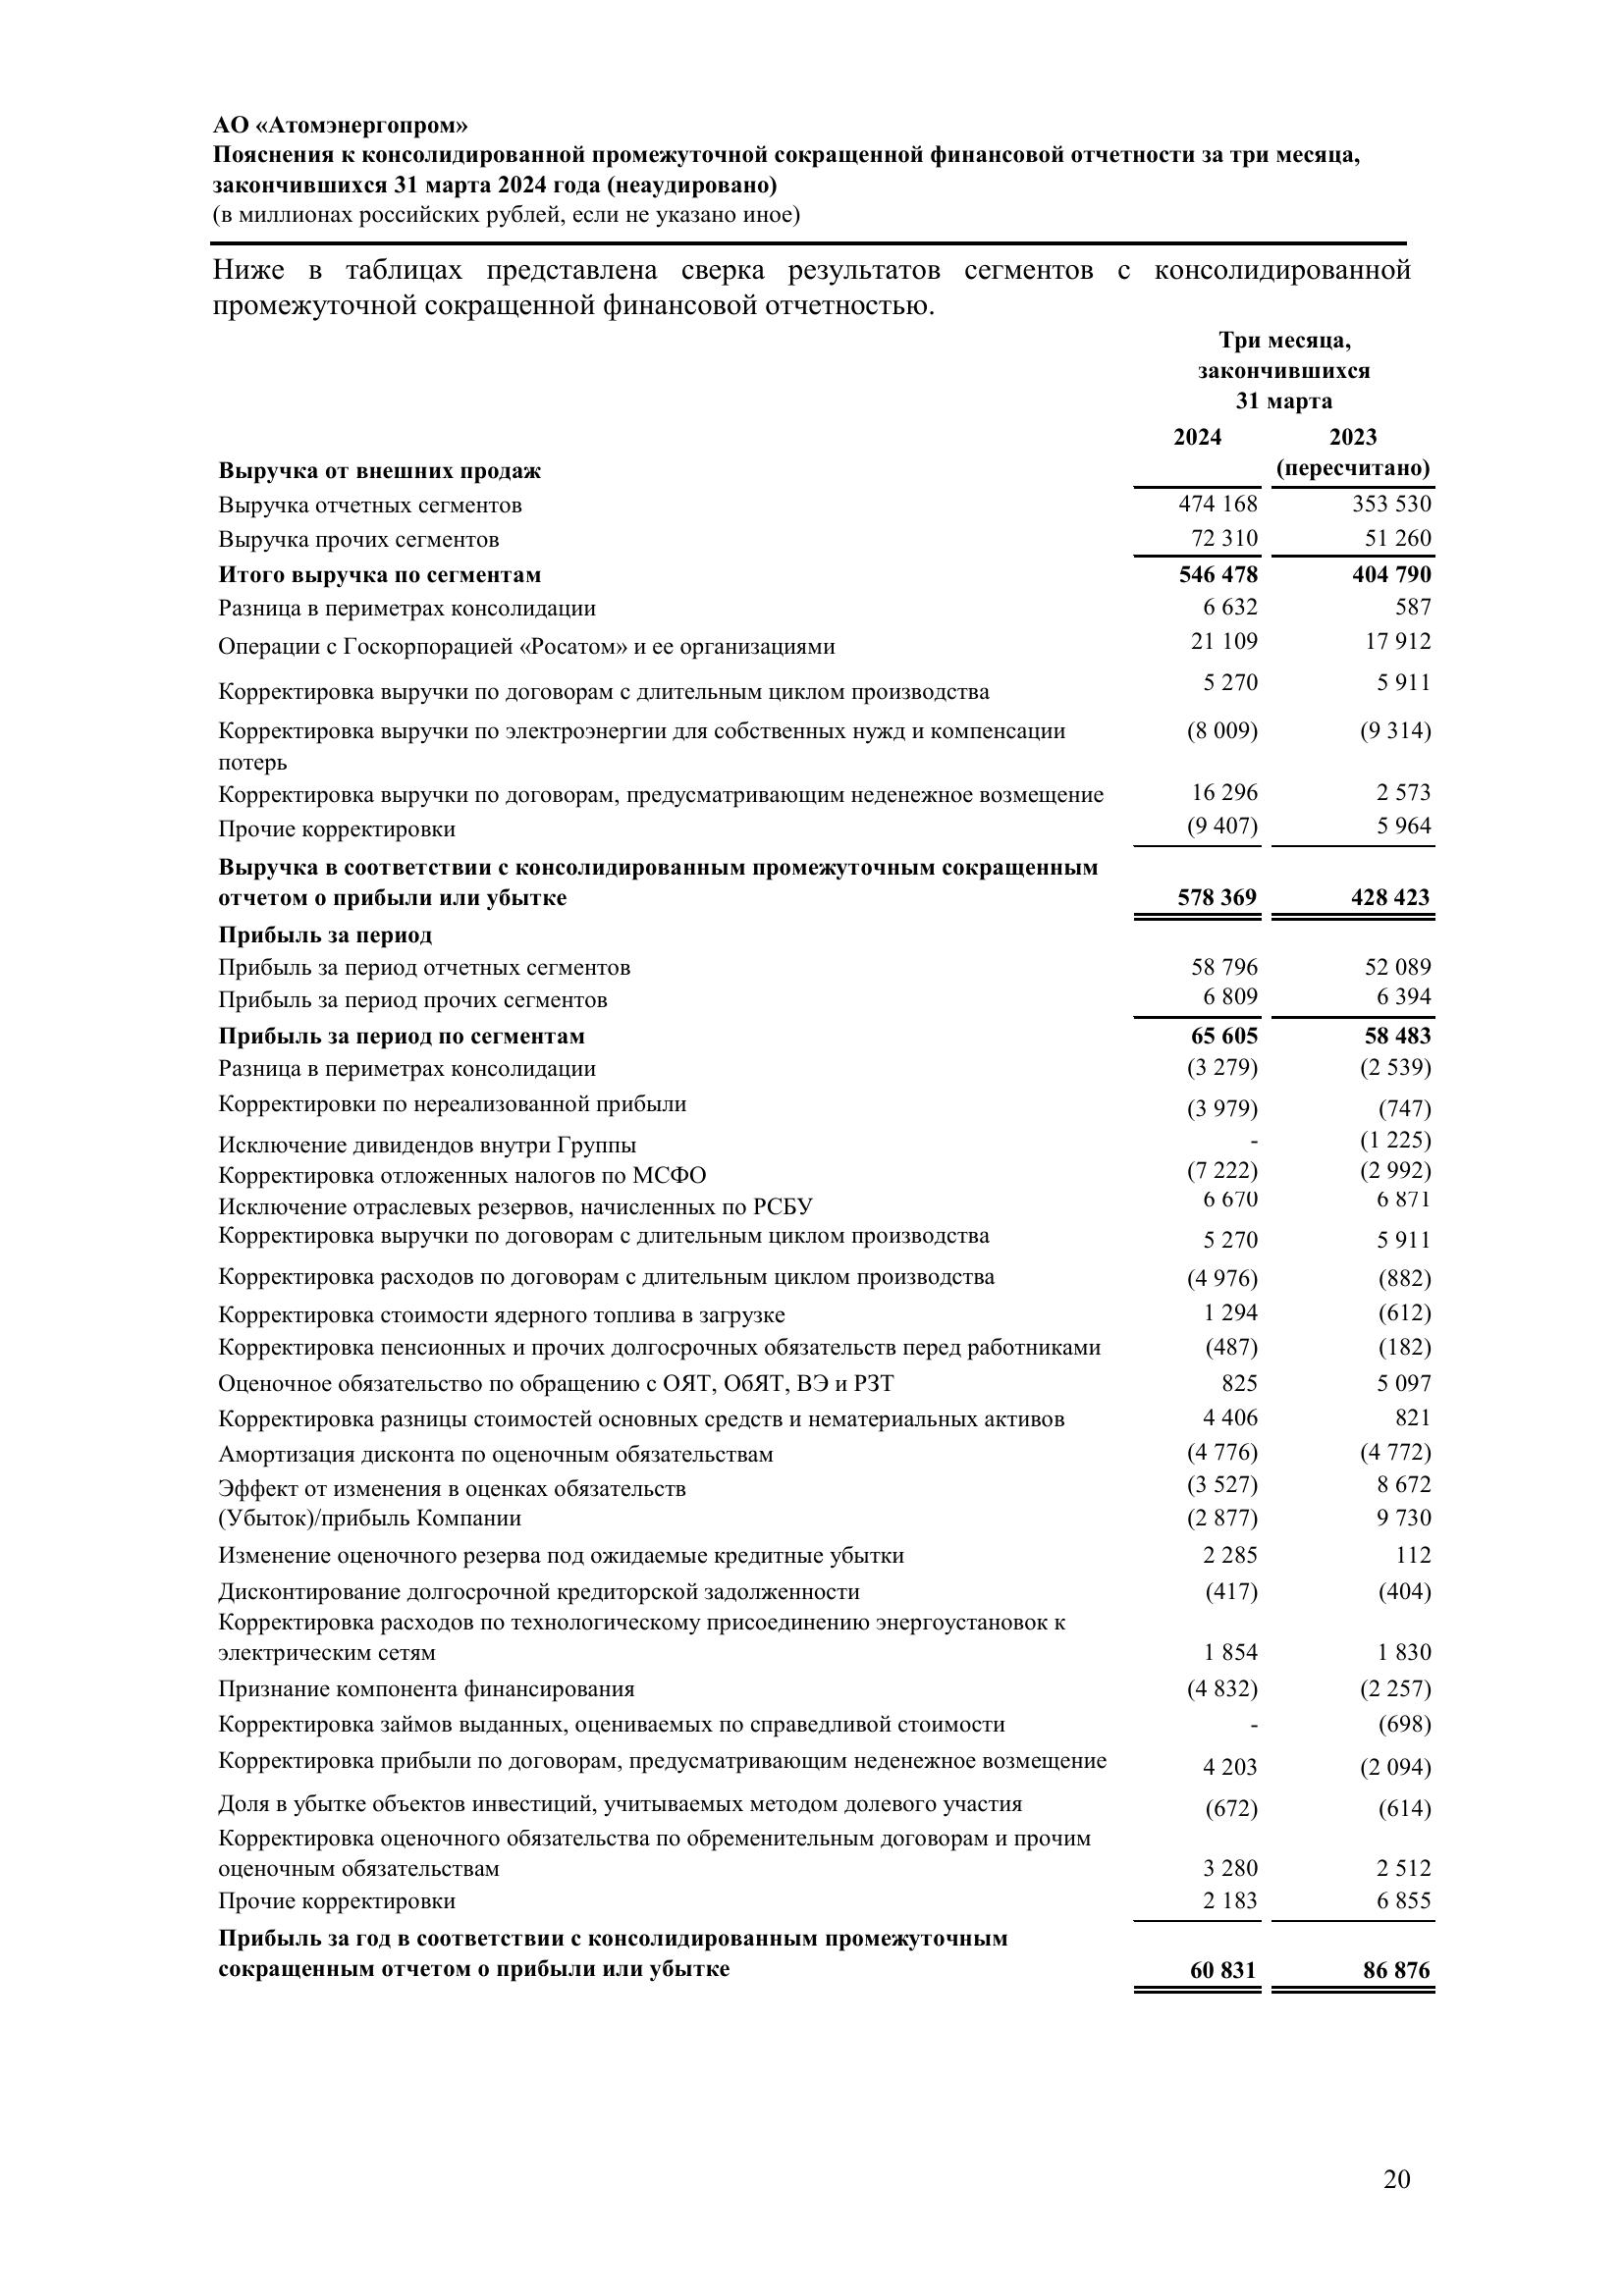 АО «Атомэнергопром»
Пояснения к консолидированной промежуточной сокращенной финансовой отчетности за три месяца,
закончившихся 31 марта 2024 года (неаудировано)
(в миллионах российских рублей, если не указано иное)
Ниже в таблицах представлена сверка результатов сегментов с консолидированной
промежуточной сокращенной финансовой отчетностью.
Три месяца,
закончившихся
31 марта
2024 2023
Выручка от внешних продаж (пересчитано)
Выручка отчетных сегментов 474 168 353 530
Выручка прочих сегментов 72 310 51 260
Итого выручка по сегментам 546 478 404 790
Разница в периметрах консолидации 6 632 587
Операции с Госкорпорацией «Росатом» и ее организациями 21 109 17 912
Корректировка выручки по договорам с длительным циклом производства 5 270 5 911
Корректировка выручки по электроэнергии для собственных нужд и компенсации (8 009) (9 314)
потерь
Корректировка выручки по договорам, предусматривающим неденежное возмещение 16 296 2 573
Прочие корректировки (9 407) 5 964
Выручка в соответствии с консолидированным промежуточным сокращенным
отчетом о прибыли или убытке 578 369 428 423
Прибыль за период
Прибыль за период отчетных сегментов 58 796 52 089
Прибыль за период прочих сегментов 6 809 6 394
Прибыль за период по сегментам 65 605 58 483
Разница в периметрах консолидации (3 279) (2 539)
Корректировки по нереализованной прибыли (3 979) (747)
Исключение дивидендов внутри Группы - (1 225)
Корректировка отложенных налогов по МСФО (7 222) (2 992)
Исключение отраслевых резервов, начисленных по РСБУ 6 670 6 871
Корректировка выручки по договорам с длительным циклом производства 5 270 5 911
Корректировка расходов по договорам с длительным циклом производства (4 976) (882)
Корректировка стоимости ядерного топлива в загрузке 1 294 (612)
Корректировка пенсионных и прочих долгосрочных обязательств перед работниками (487) (182)
Оценочное обязательство по обращению с ОЯТ, ОбЯТ, ВЭ и РЗТ 825 5 097
Корректировка разницы стоимостей основных средств и нематериальных активов 4 406 821
Амортизация дисконта по оценочным обязательствам (4 776) (4 772)
Эффект от изменения в оценках обязательств (3 527) 8 672
(Убыток)/прибыль Компании (2 877) 9 730
Изменение оценочного резерва под ожидаемые кредитные убытки 2 285 112
Дисконтирование долгосрочной кредиторской задолженности (417) (404)
Корректировка расходов по технологическому присоединению энергоустановок к
электрическим сетям 1 854 1 830
Признание компонента финансирования (4 832) (2 257)
Корректировка займов выданных, оцениваемых по справедливой стоимости - (698)
Корректировка прибыли по договорам, предусматривающим неденежное возмещение 4 203 (2 094)
Доля в убытке объектов инвестиций, учитываемых методом долевого участия (672) (614)
Корректировка оценочного обязательства по обременительным договорам и прочим
оценочным обязательствам 3 280 2 512
Прочие корректировки 2 183 6 855
Прибыль за год в соответствии с консолидированным промежуточным
сокращенным отчетом о прибыли или убытке 60 831 86 876
20